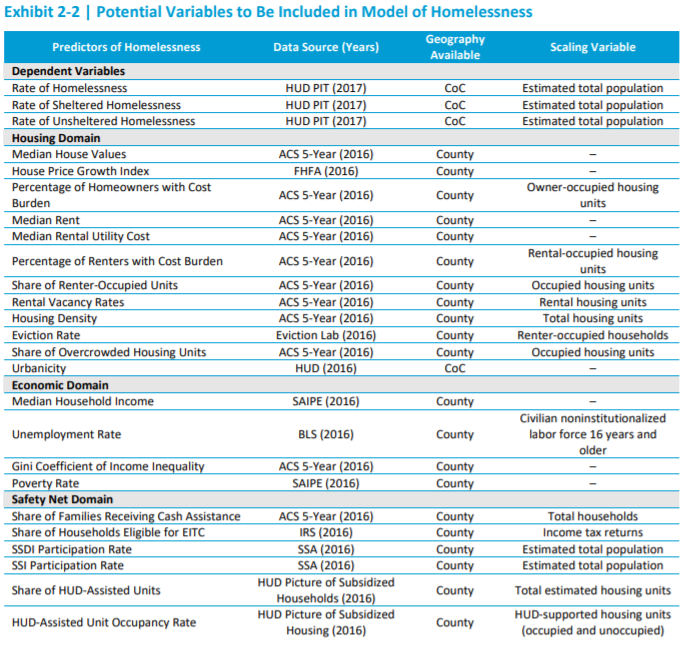 Exhibit 2-2 | Potential Variables to Be Included in Model of Homelessness
Predictors of Homelessness Data Source (Years) Geography Available Scaling Variable
Dependent Variables
Rate of Homelessness HUD PIT (2017) CoC Estimated total population
Rate of Sheltered Homelessness HUD PIT (2017) CoC Estimated total population
Rate of Unsheltered Homelessness HUD PIT (2017) CoC Estimated total population
Housing Domain
Median House Values ACS 5-Year (2016) County –
House Price Growth Index FHFA (2016) County –
Percentage of Homeowners with Cost Burden ACS 5-Year (2016) County Owner-occupied housing units
Median Rent ACS 5-Year (2016) County –
Median Rental Utility Cost ACS 5-Year (2016) County –
Percentage of Renters with Cost Burden ACS 5-Year (2016) County Rental-occupied housing units
Share of Renter-Occupied Units ACS 5-Year (2016) County Occupied housing units
Rental Vacancy Rates ACS 5-Year (2016) County Rental housing units
Housing Density ACS 5-Year (2016) County Total housing units
Eviction Rate Eviction Lab (2016) County Renter-occupied households
Share of Overcrowded Housing Units ACS 5-Year (2016) County Occupied housing units
Urbanicity HUD (2016) CoC –
Economic Domain
Median Household Income SAIPE (2016) County –
Unemployment Rate BLS (2016) County Civilian noninstitutionalized labor force 16 years and older
Gini Coefficient of Income Inequality ACS 5-Year (2016) County –
Poverty Rate SAIPE (2016) County –
Safety Net Domain
Share of Families Receiving Cash Assistance ACS 5-Year (2016) County Total households
Share of Households Eligible for EITC IRS (2016) County Income tax returns
SSDI Participation Rate SSA (2016) County Estimated total population
SSI Participation Rate SSA (2016) County Estimated total population
Share of HUD-Assisted Units HUD Picture of Subsidized Households (2016) County Total estimated housing units
HUD-Assisted Unit Occupancy Rate HUD Picture of Subsidized Housing (2016) County HUD-supported housing units (occupied and unoccupied)